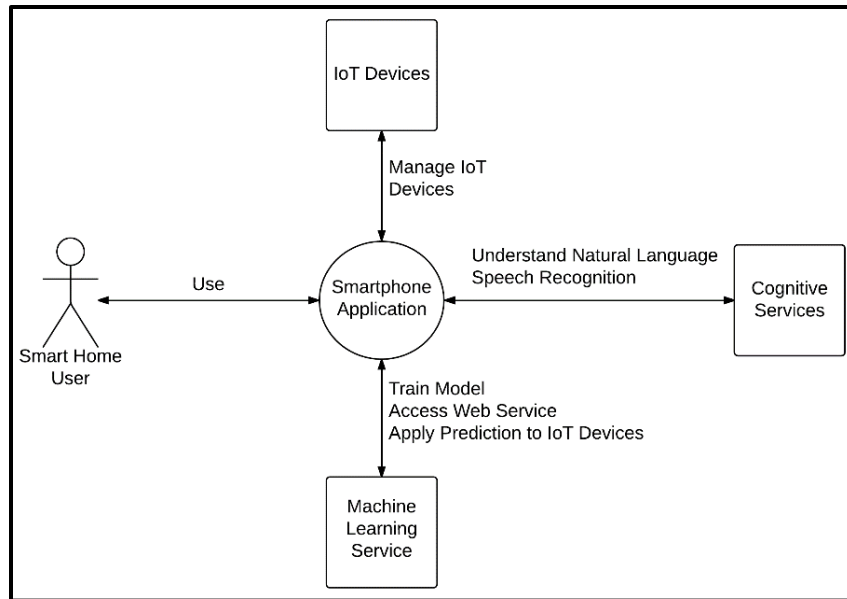 IoT Devices
Manage IoT
Devices
Understand Natural Language
Speech Recognition
Use
Smartphone
Application
Cognitive
Services
Smart Home
User
Train Model
Access Web Service
Apply Prediction to IoT Devices
Machine
Learning
Service